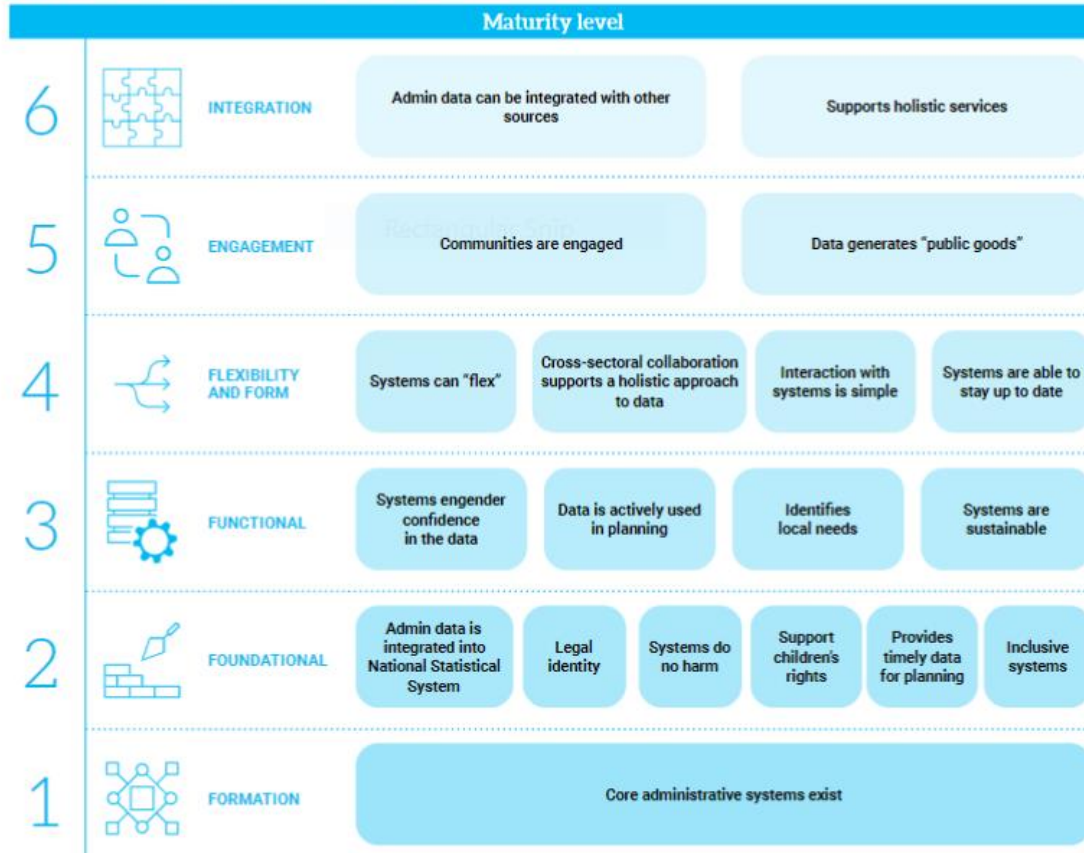 Maturity level
6
INTEGRATION
Admin data can be integrated with other
sources
Supports holistic services
5
ENGAGEMENT
Rectangular Snip
Communities are engaged
Data generates “public goods”
4
FLEXIBILITY
AND FORM
Systems can “flex”
Cross-sectoral collaboration
supports a holistic approach
to data
Interaction with
systems is simple
Systems are able to
stay up to date
3
FUNCTIONAL
Systems engender
confidence
in the data
Data is actively used
in planning
Identifies
local needs
Systems are
sustainable
2
FOUNDATIONAL
Admin data is
integrated into
National Statistical
System
Legal
identity
Systems do
no harm
Support
children’s
rights
Provides
timely data
for planning
Inclusive
systems
1
FORMATION
Core administrative systems exist